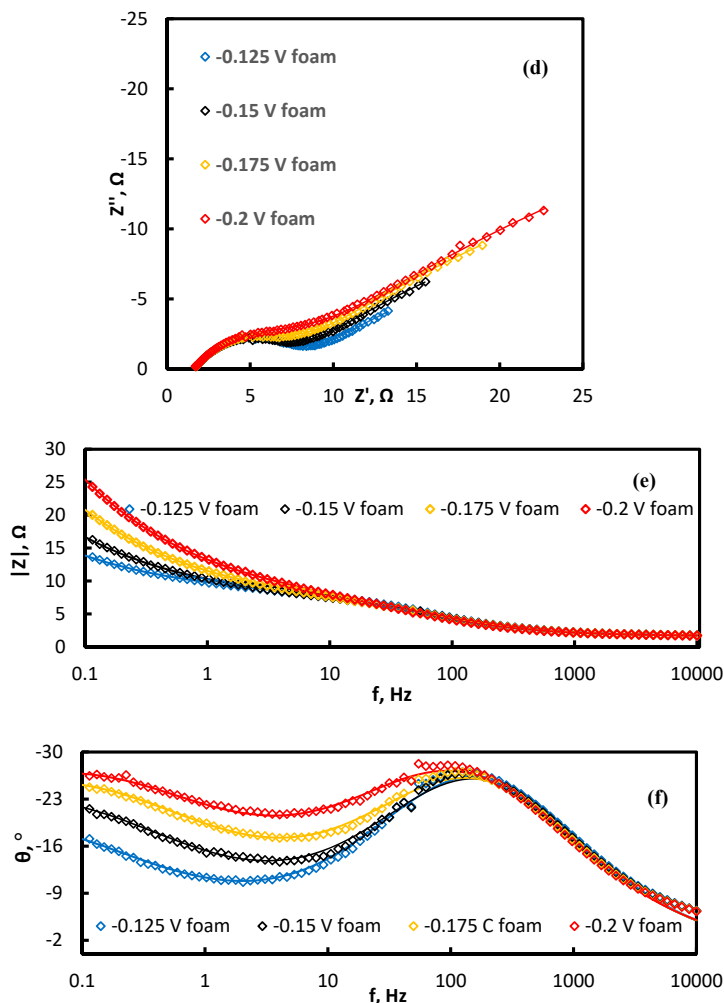 -25
-20
-15
-10
-5
0
Z'', Ω
(d)
-0.125 V foam
-0.15 V foam
-0.175 V foam
-0.2 V foam
0 5 10 15 20 25
Z', Ω
30
25
20
15
10
5
0
|Z|, Ω
(e)
-0.125 V foam -0.15 V foam -0.175 V foam -0.2 V foam
0.1 1 10 100 1000 10000
f, Hz
-30
-23
-16
-9
-2
θ, °
(f)
-0.125 V foam -0.15 V foam -0.175 C foam -0.2 V foam
0.1 1 10 100 1000 10000
f, Hz